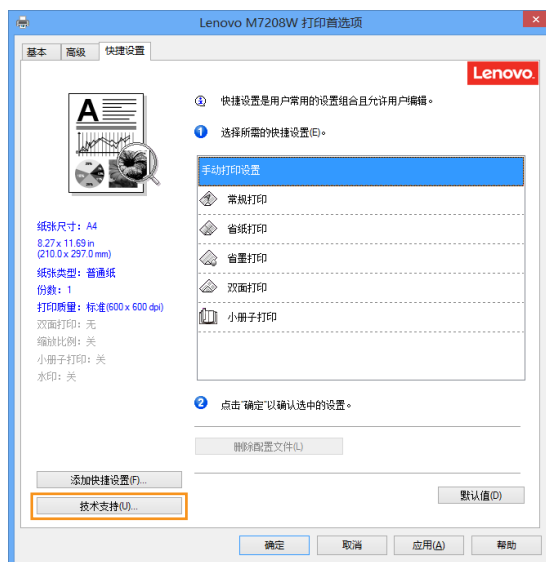 Lenovo M7208W 打印首选项
基本 高级 快捷设置
Lenovo
快捷设置是用户常用的设置组合且允许用户编辑。
1 选择所需的快捷设置(E)。
手动打印设置
常规打印
省纸打印
省墨打印
双面打印
小册子打印
纸张尺寸: A4
8.27 x 11.69 in
(210.0 x 297.0 mm)
纸张类型: 普通纸
份数: 1
打印质量: 标准(600 x 600 dpi)
双面打印: 无
缩放比例: 关
小册子打印: 关
水印: 关
2 点击"确定"以确认选中的设置。
删除配置文件(L)
添加快捷设置(F)...
技术支持(U)...
默认值(D)
确定 取消 应用(A) 帮助